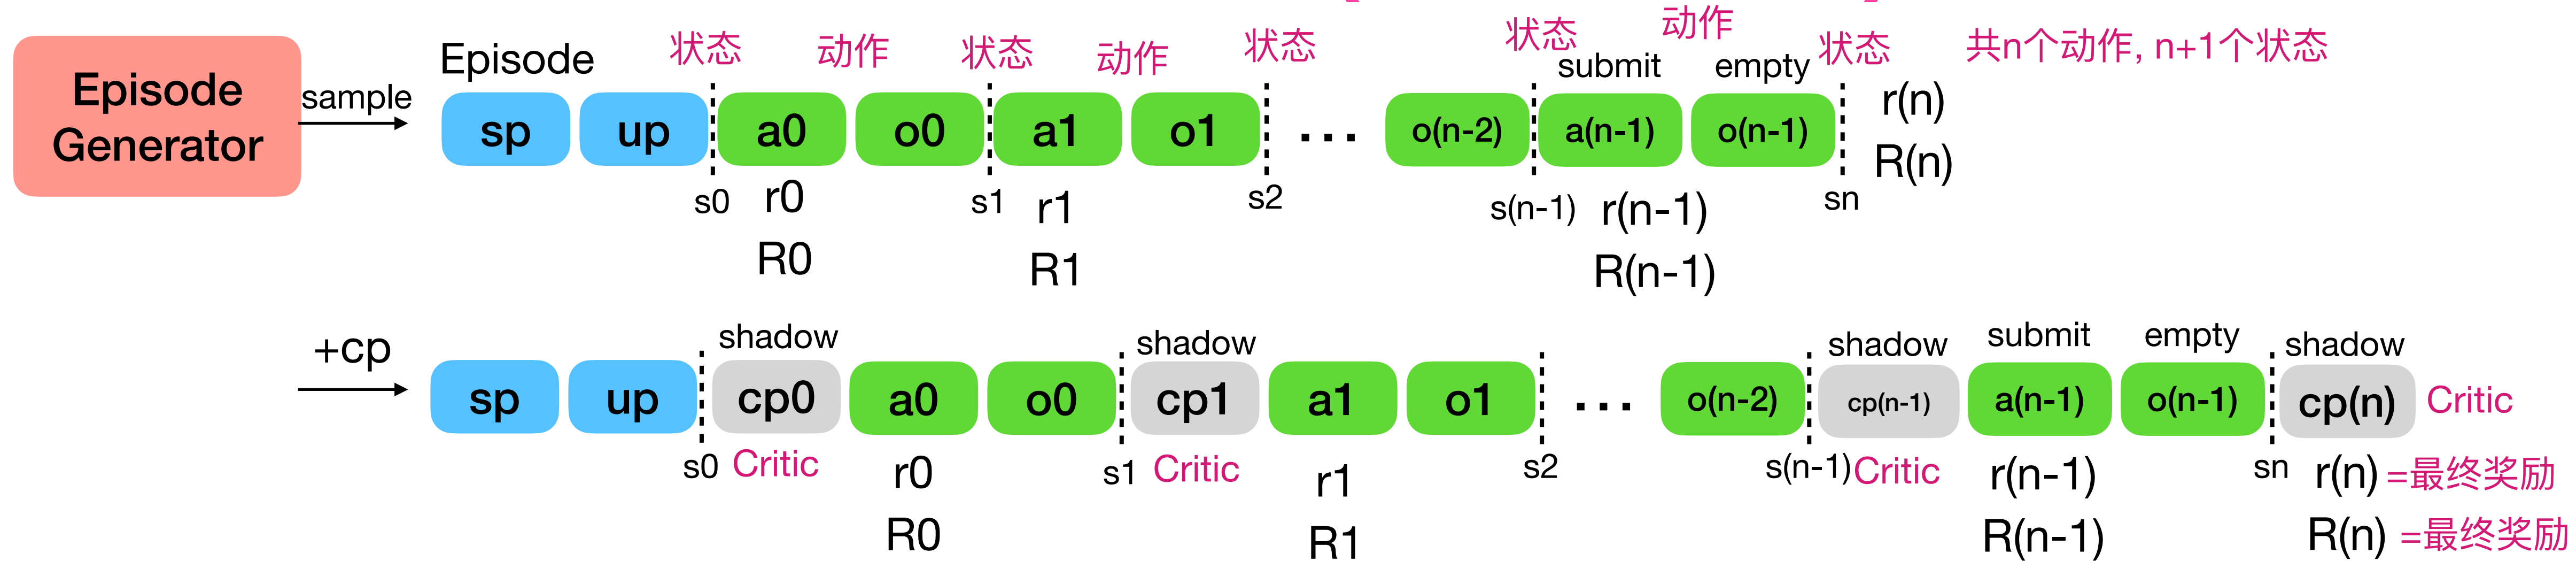 状态 动作 状态 动作 状态 状态 动作 状态 共n个动作, n+1个状态
Episode submit empty
Episode
Generator
sample
sp up a0 o0 a1 o1 ... o(n-2) a(n-1) o(n-1) r(n)
R(n)
s0 r0 s1 r1 s2 s(n-1) r(n-1) sn
R0 R1 R(n-1)
+cp
shadow shadow shadow submit empty shadow
sp up cp0 a0 o0 cp1 a1 o1 ... o(n-2) cp(n-1) a(n-1) o(n-1) cp(n) Critic
s0 Critic r0 s1 Critic r1 s2 s(n-1) Critic r(n-1) sn r(n) =最终奖励
R0 R1 R(n-1) R(n) =最终奖励